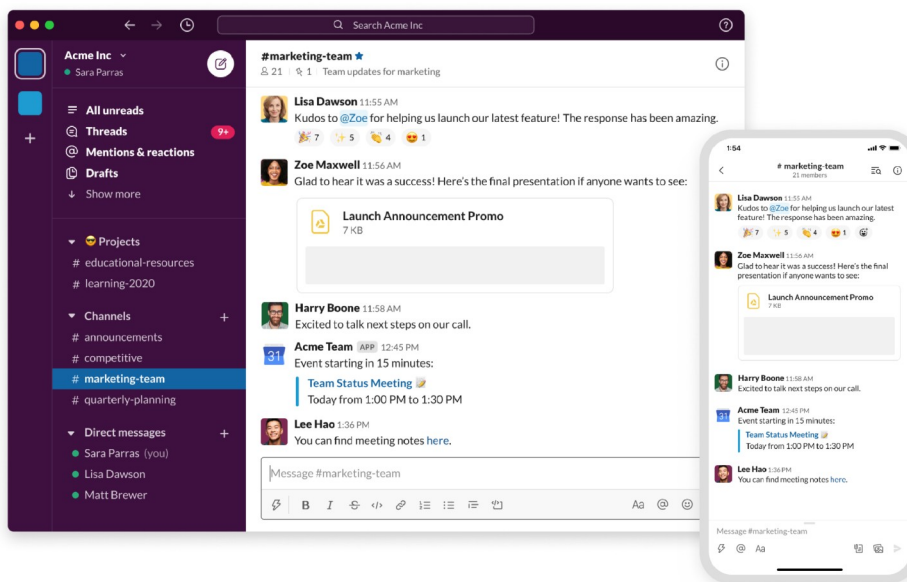 Search Acme Inc
Acme Inc
Sara Parras
All unreads
Threads 9+
Mentions & reactions
Drafts
Show more
Projects
# educational-resources
# learning-2020
Channels
# announcements
# competitive
# marketing-team
# quarterly-planning
Direct messages
Sara Parras (you)
Lisa Dawson
Matt Brewer
#marketing-team
21 | 1 | Team updates for marketing
Lisa Dawson 11:55 AM
Kudos to @Zoe for helping us launch our latest feature! The response has been amazing.
7 5 4 1
Zoe Maxwell 11:56 AM
Glad to hear it was a success! Here's the final presentation if anyone wants to see:
Launch Announcement Promo
7 KB
Harry Boone 11:58 AM
Excited to talk next steps on our call.
31
Acme Team APP 12:45 PM
Event starting in 15 minutes:
Team Status Meeting
Today from 1:00 PM to 1:30 PM
Lee Hao 1:36 PM
You can find meeting notes here.
Message #marketing-team
B I S </> Aa @
1:54
# marketing-team
21 members
Lisa Dawson 11:55 AM
Kudos to @Zoe for helping us launch our latest
feature! The response has been amazing.
7 5 4 1
Zoe Maxwell 11:56 AM
Glad to hear it was a success! Here's the final
presentation if anyone wants to see:
Launch Announcement Promo
7 KB
Harry Boone 11:58 AM
Excited to talk next steps on our call.
31
Acme Team 12:45 PM
Event starting in 15 minutes:
Team Status Meeting
Today from 1:00 PM to 1:30 PM
Lee Hao 1:36 PM
You can find meeting notes here.
Message #marketing-team
@ Aa